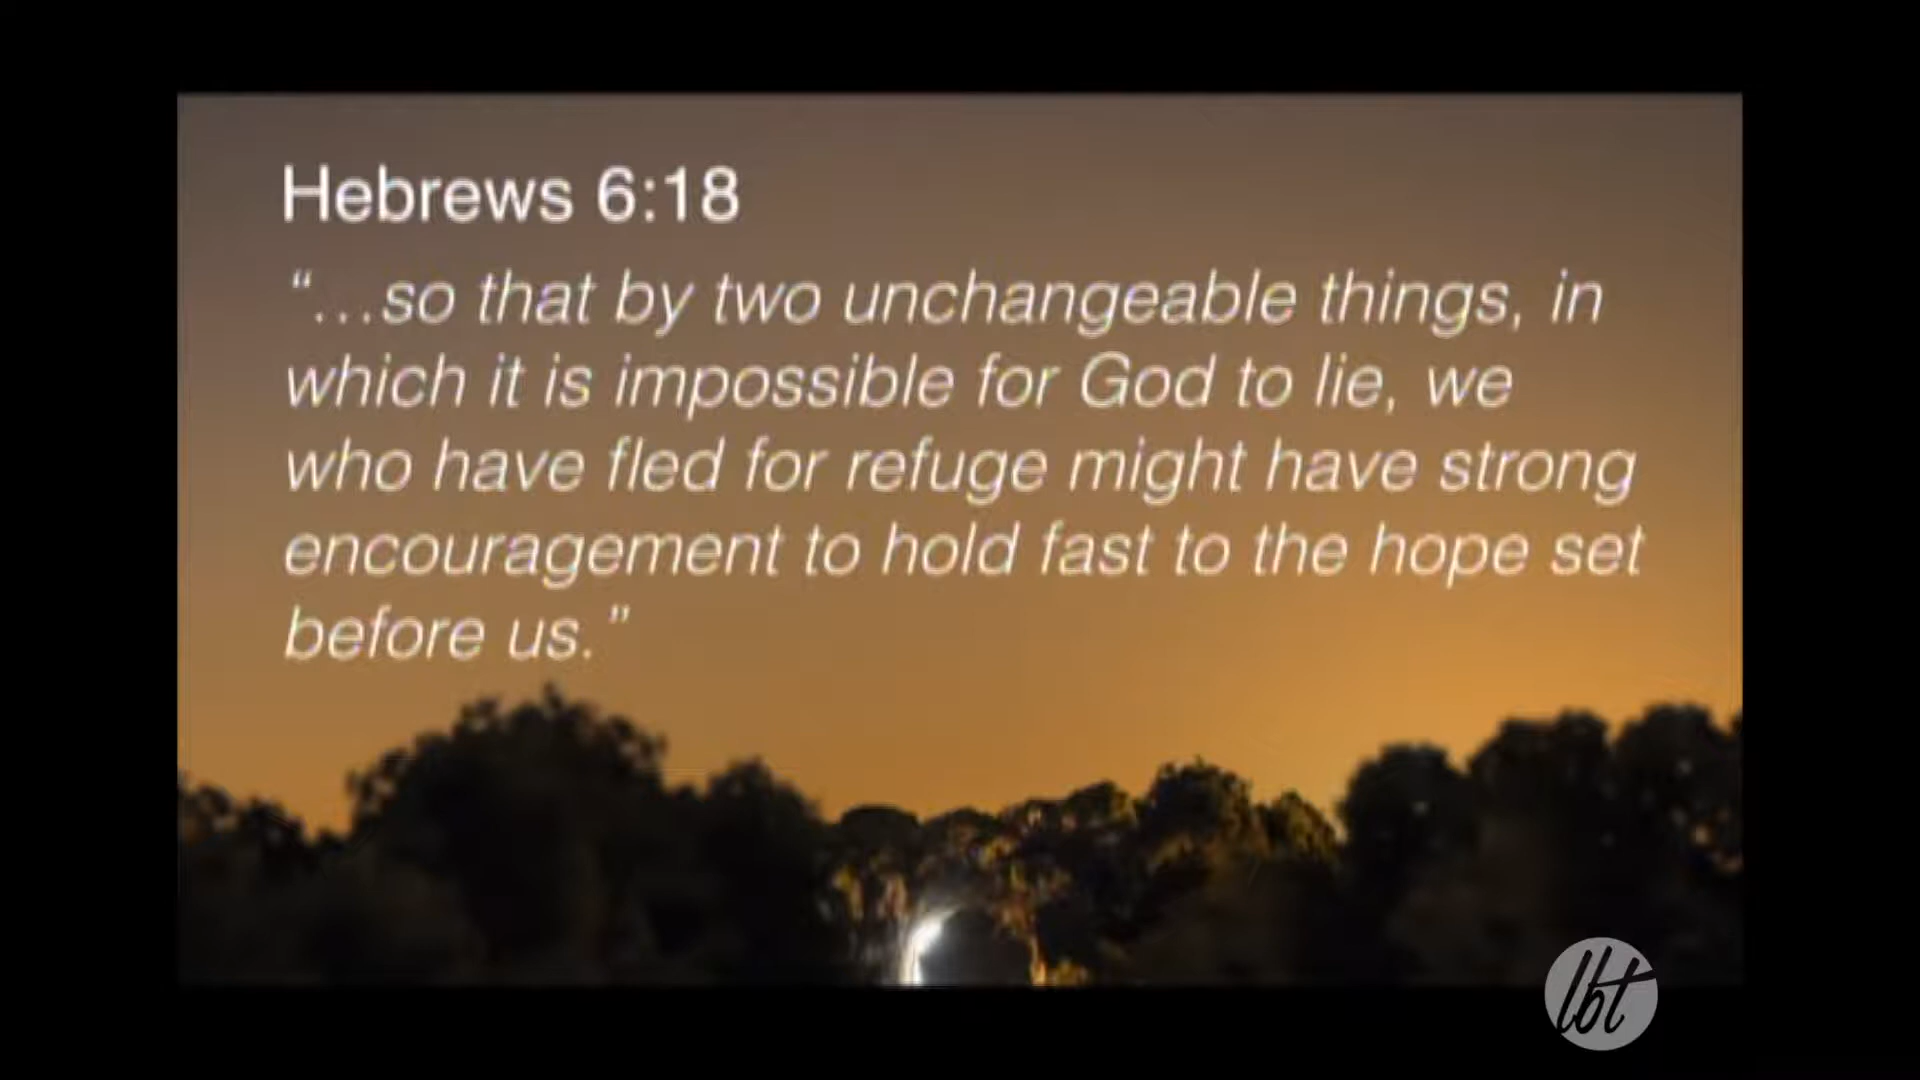 Hebrews 6:18
“…so that by two unchangeable things, in
which it is impossible for God to lie, we
who have fled for refuge might have strong
encouragement to hold fast to the hope set
before us.”
lbt